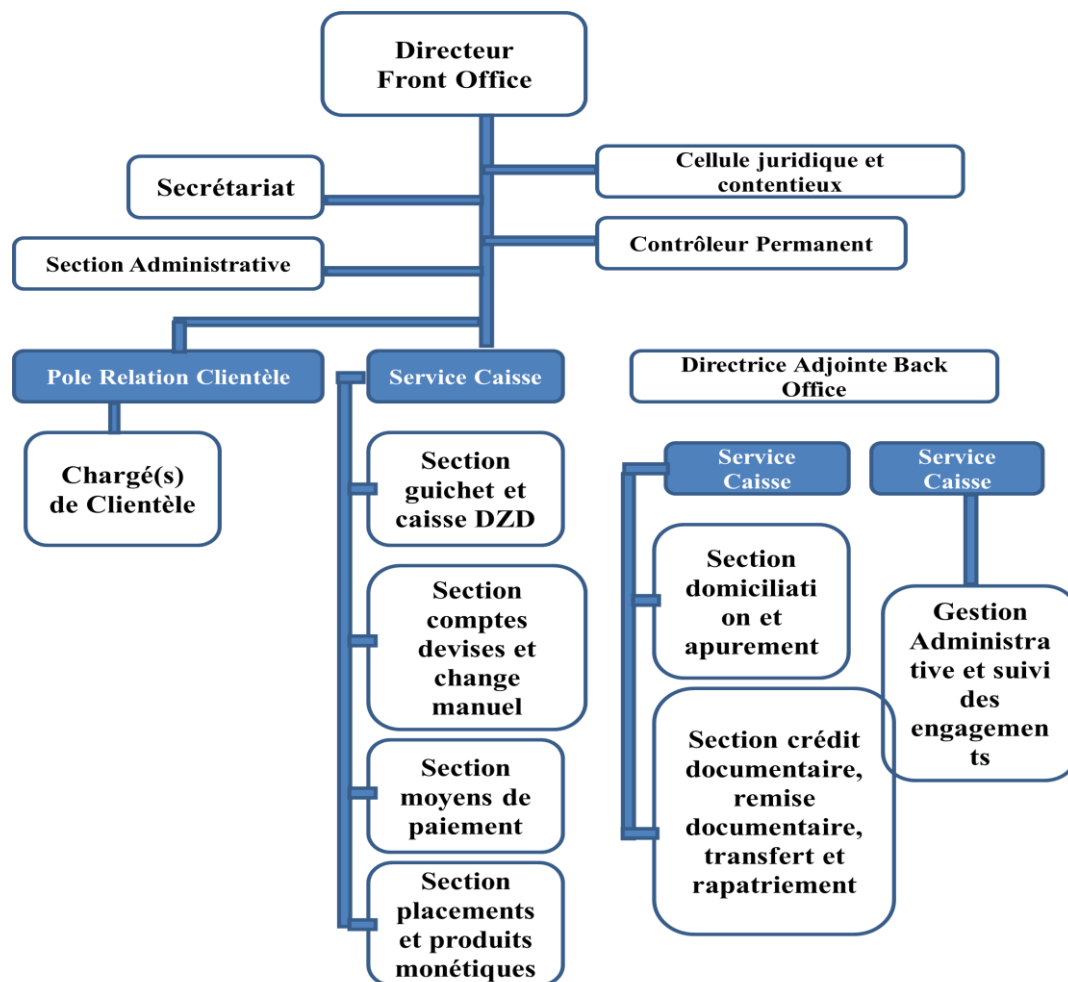 Directeur
Front Office
Cellule juridique et
contentieux
Secrétariat
Contrôleur Permanent
Section Administrative
Pole Relation Clientèle
Service Caisse
Directrice Adjointe Back
Office
Chargé(s)
de Clientèle
Section
guichet et
caisse DZD
Section
comptes
devises et
change
manuel
Section
moyens de
paiement
Section
placements
et produits
monétiques
Service
Caisse
Service
Caisse
Section
domiciliati
on et
apurement
Section crédit
documentaire,
remise
documentaire,
transfert et
rapatriement
Gestion
Administra
tive et suivi
des
engagemen
ts